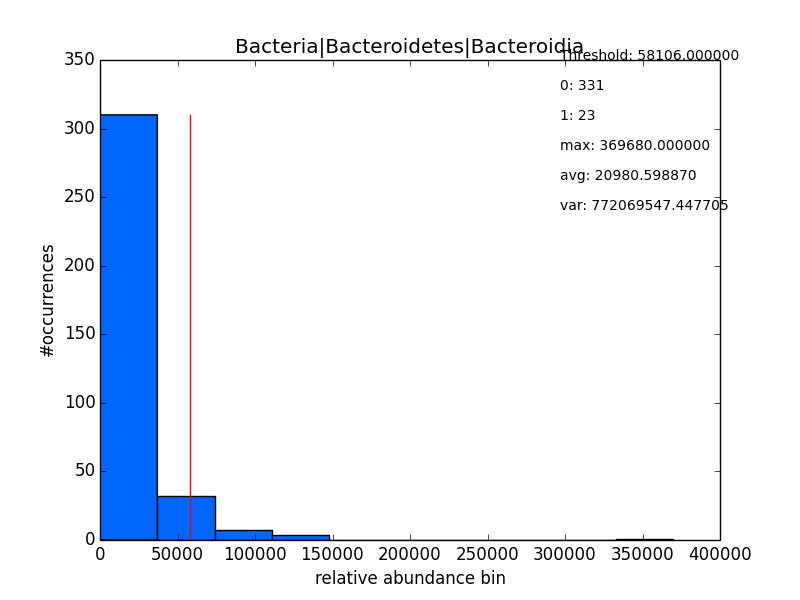 Bacteria|Bacteroidetes|Bacteroidia
Threshold: 58106.000000
0: 331
1: 23
max: 369680.000000
avg: 20980.598870
var: 772069547.447705
350
300
250
200
150
100
50
0
#occurrences
0 50000 100000 150000 200000 250000 300000 350000 400000
relative abundance bin